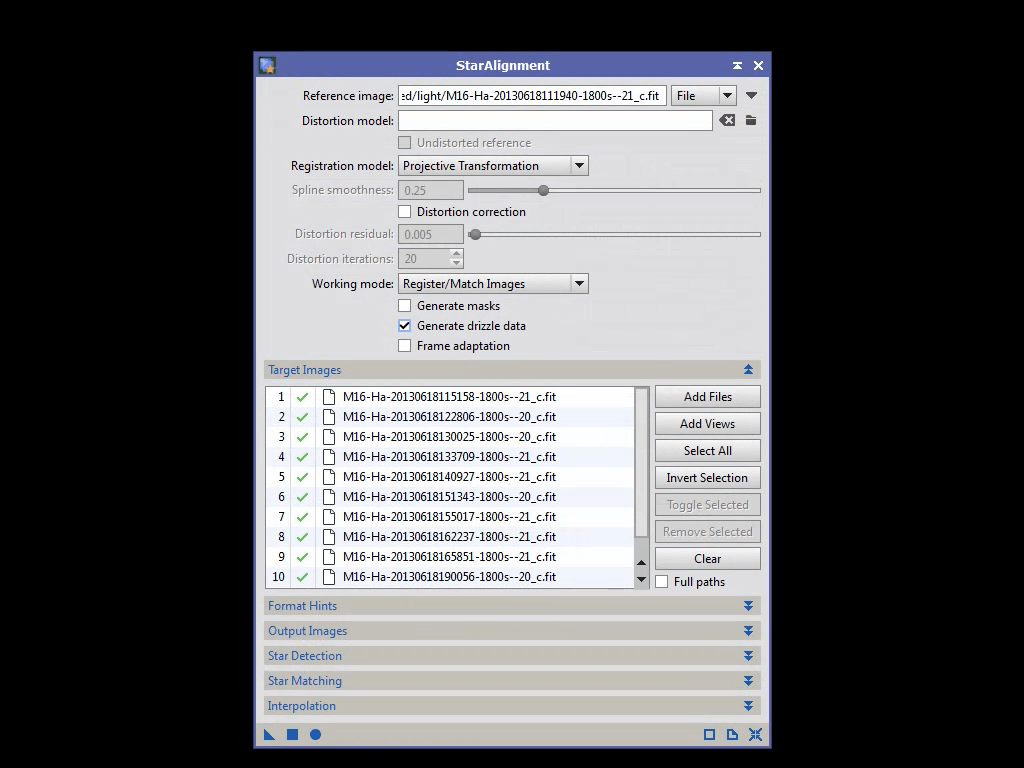 StarAlignment
Reference image: ed/light/M16-Ha-20130618111940-1800s--21_c.fit File
Distortion model:
Undistorted reference
Registration model: Projective Transformation
Spline smoothness: 0.25
Distortion correction
Distortion residual: 0.005
Distortion iterations: 20
Working mode: Register/Match Images
Generate masks
Generate drizzle data
Frame adaptation
Target Images
1 M16-Ha-20130618115158-1800s--21_c.fit Add Files
2 M16-Ha-20130618122806-1800s--20_c.fit Add Views
3 M16-Ha-20130618130025-1800s--20_c.fit
4 M16-Ha-20130618133709-1800s--21_c.fit Select All
5 M16-Ha-20130618140927-1800s--21_c.fit Invert Selection
6 M16-Ha-20130618151343-1800s--20_c.fit Toggle Selected
7 M16-Ha-20130618155017-1800s--21_c.fit
8 M16-Ha-20130618162237-1800s--21_c.fit Remove Selected
9 M16-Ha-20130618165851-1800s--21_c.fit Clear
10 M16-Ha-20130618190056-1800s--20_c.fit Full paths
Format Hints
Output Images
Star Detection
Star Matching
Interpolation